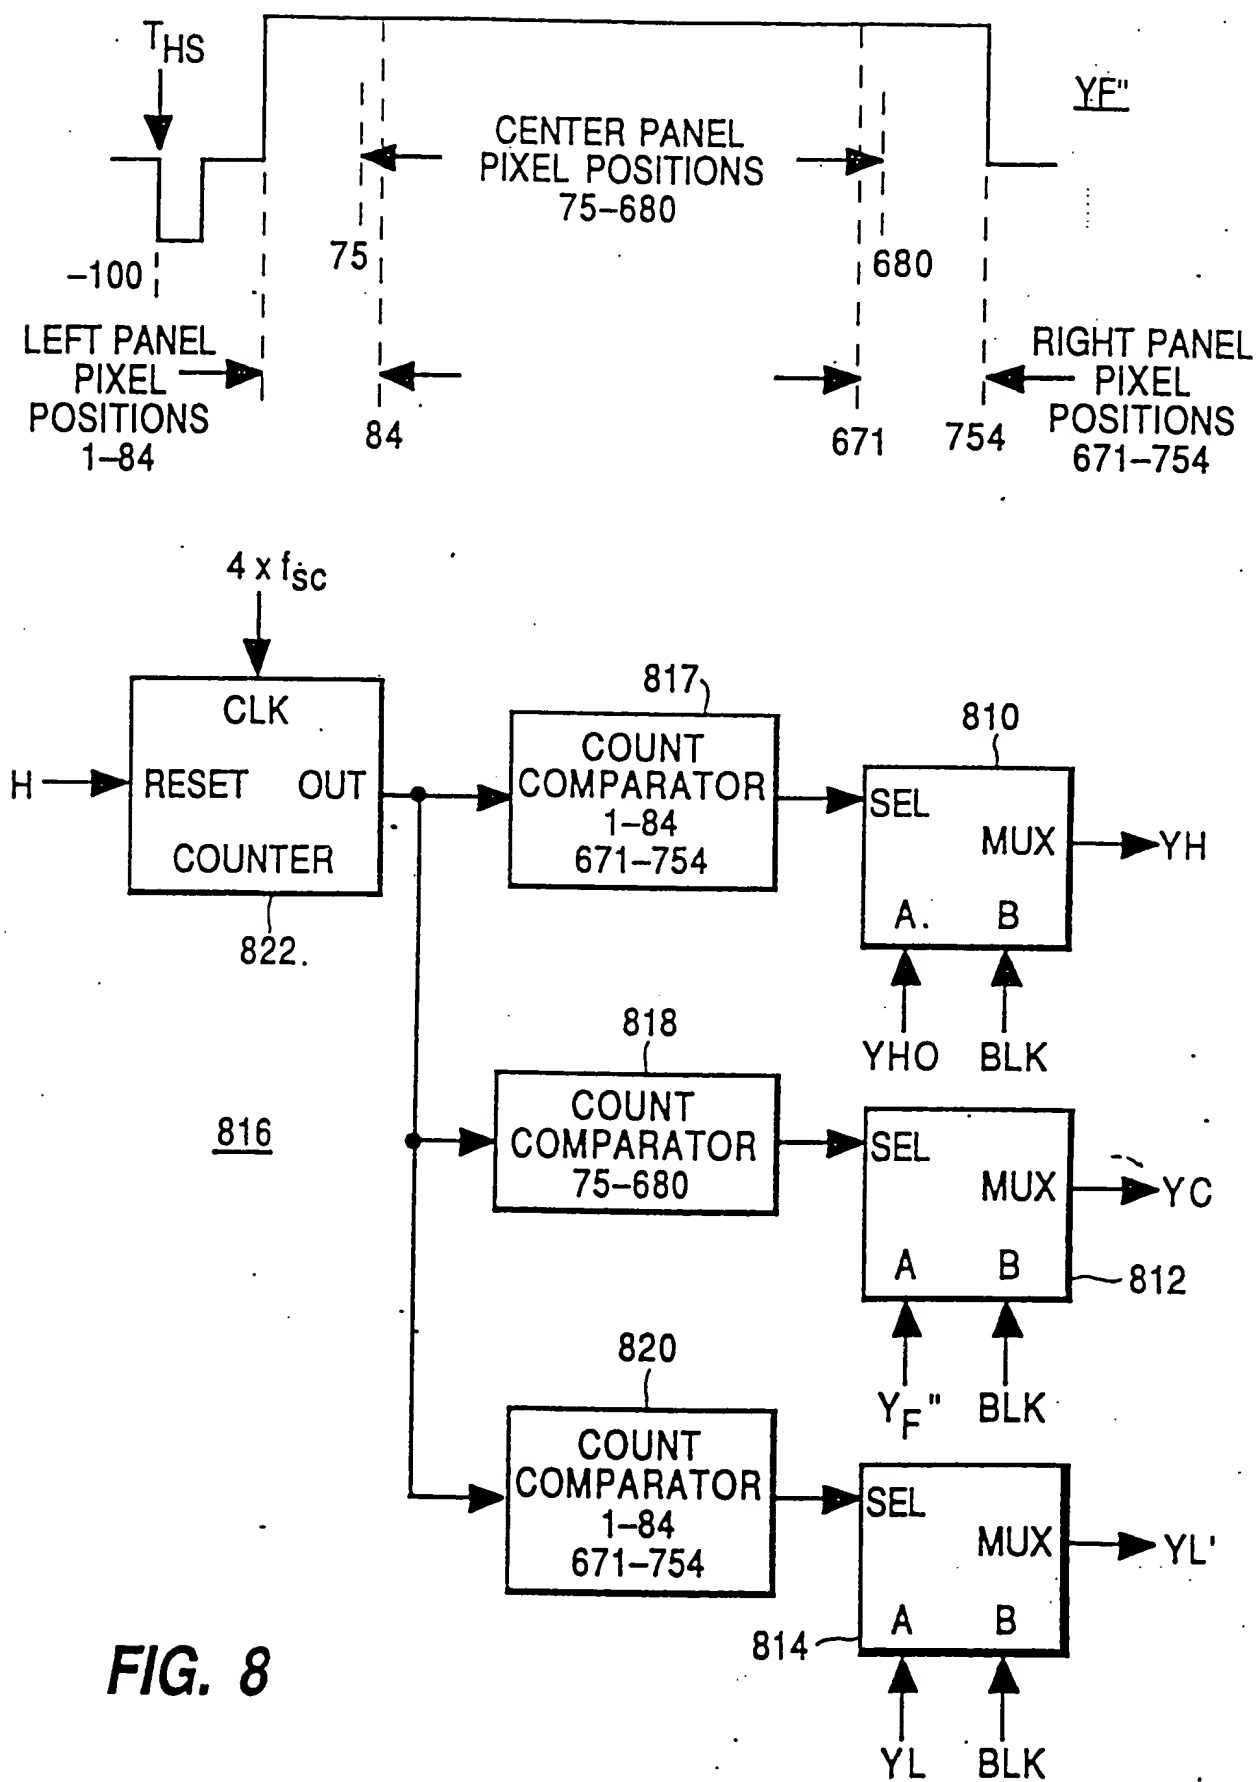 THS
YF"
CENTER PANEL
PIXEL POSITIONS
75–680
–100
75
680
LEFT PANEL
PIXEL
POSITIONS
1–84
84
671
754
RIGHT PANEL
PIXEL
POSITIONS
671–754
4 x fsc
CLK
H
RESET
OUT
COUNTER
822.
817
COUNT
COMPARATOR
1–84
671–754
810
SEL
MUX
YH
A.
B
YHO
BLK
816
818
COUNT
COMPARATOR
75–680
SEL
MUX
YC
A
B
812
YF"
BLK
820
COUNT
COMPARATOR
1–84
671–754
SEL
MUX
YL'
A
B
814
YL
BLK
FIG. 8